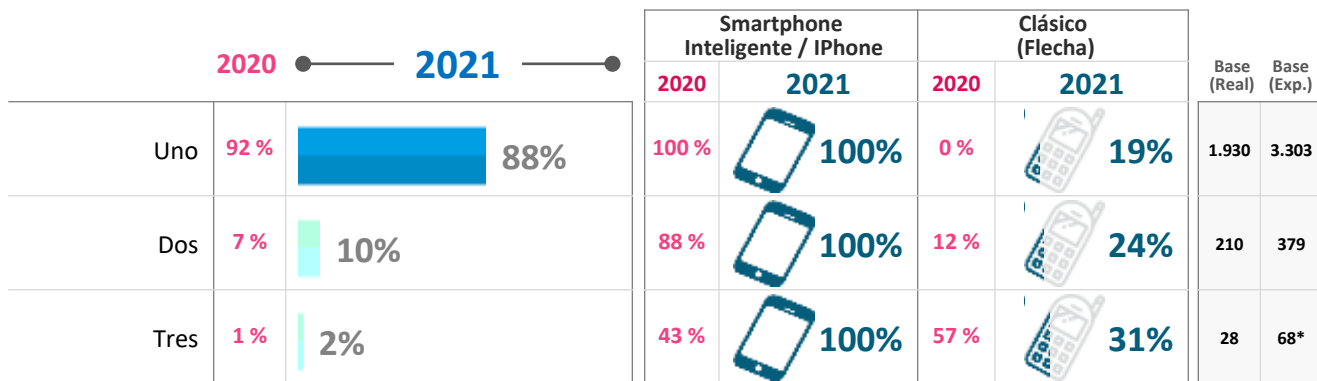 Smartphone
Inteligente / IPhone
Clásico
(Flecha)
2020 2021
2020 2021 2020 2021
Base
(Real)
Base
(Exp.)
Uno 92 % 88% 100 % 100% 0 % 19% 1.930 3.303
Dos 7 % 10% 88 % 100% 12 % 24% 210 379
Tres 1 % 2% 43 % 100% 57 % 31% 28 68*